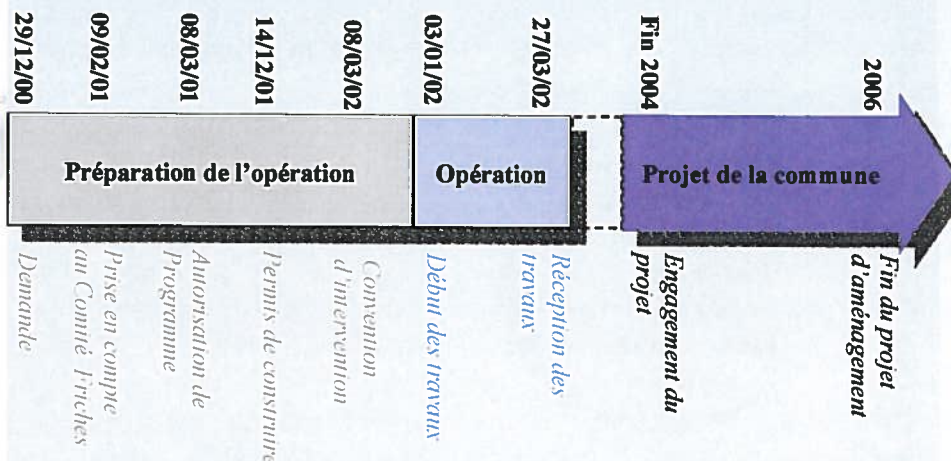 29/12/00
09/02/01
08/03/01
14/12/01
08/03/02
03/01/02
27/03/02
Fin 2004
2006
Préparation de l'opération
Opération
Projet de la commune
Demande
Prise en compte
au Comité Friches
Autorisation de
Programme
Permis de construire
Convention
d'intervention
Début des travaux
Réception des
travaux
Engagement du
projet
Fin du projet
d'aménagement